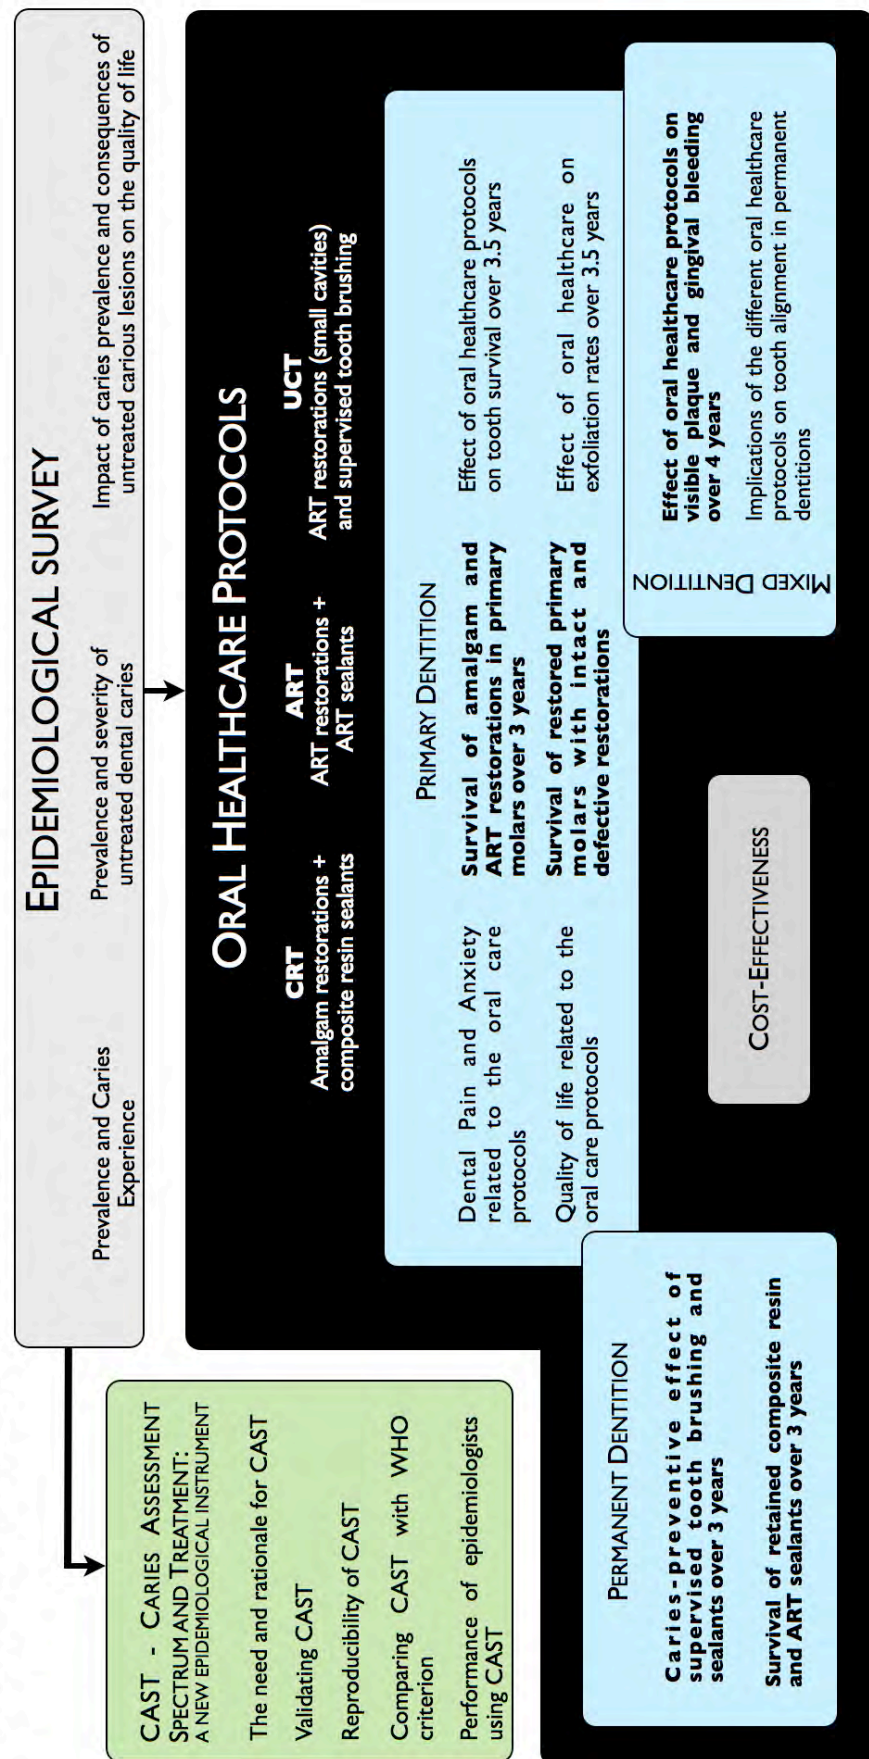 EPIDEMIOLOGICAL SURVEY
Prevalence and Caries
Experience
Prevalence and severity of
untreated dental caries
Impact of caries prevalence and consequences of
untreated carious lesions on the quality of life
CAST - CARIES ASSESSMENT
SPECTRUM AND TREATMENT:
A NEW EPIDEMIOLOGICAL INSTRUMENT
The need and rationale for CAST
Validating CAST
Reproducibility of CAST
Comparing CAST with WHO
criterion
Performance of epidemiologists
using CAST
ORAL HEALTHCARE PROTOCOLS
CRT
Amalgam restorations +
composite resin sealants
ART
ART restorations +
ART sealants
UCT
ART restorations (small cavities)
and supervised tooth brushing
PRIMARY DENTITION
Dental Pain and Anxiety
related to the oral care
protocols
Quality of life related to the
oral care protocols
Survival of amalgam and
ART restorations in primary
molars over 3 years
Survival of restored primary
molars with intact and
defective restorations
Effect of oral healthcare protocols
on tooth survival over 3.5 years
Effect of oral healthcare on
exfoliation rates over 3.5 years
PERMANENT DENTITION
Caries-preventive effect of
supervised tooth brushing and
sealants over 3 years
Survival of retained composite resin
and ART sealants over 3 years
COST-EFFECTIVENESS
MIXED DENTITION
Effect of oral healthcare protocols on
visible plaque and gingival bleeding
over 4 years
Implications of the different oral healthcare
protocols on tooth alignment in permanent
dentitions